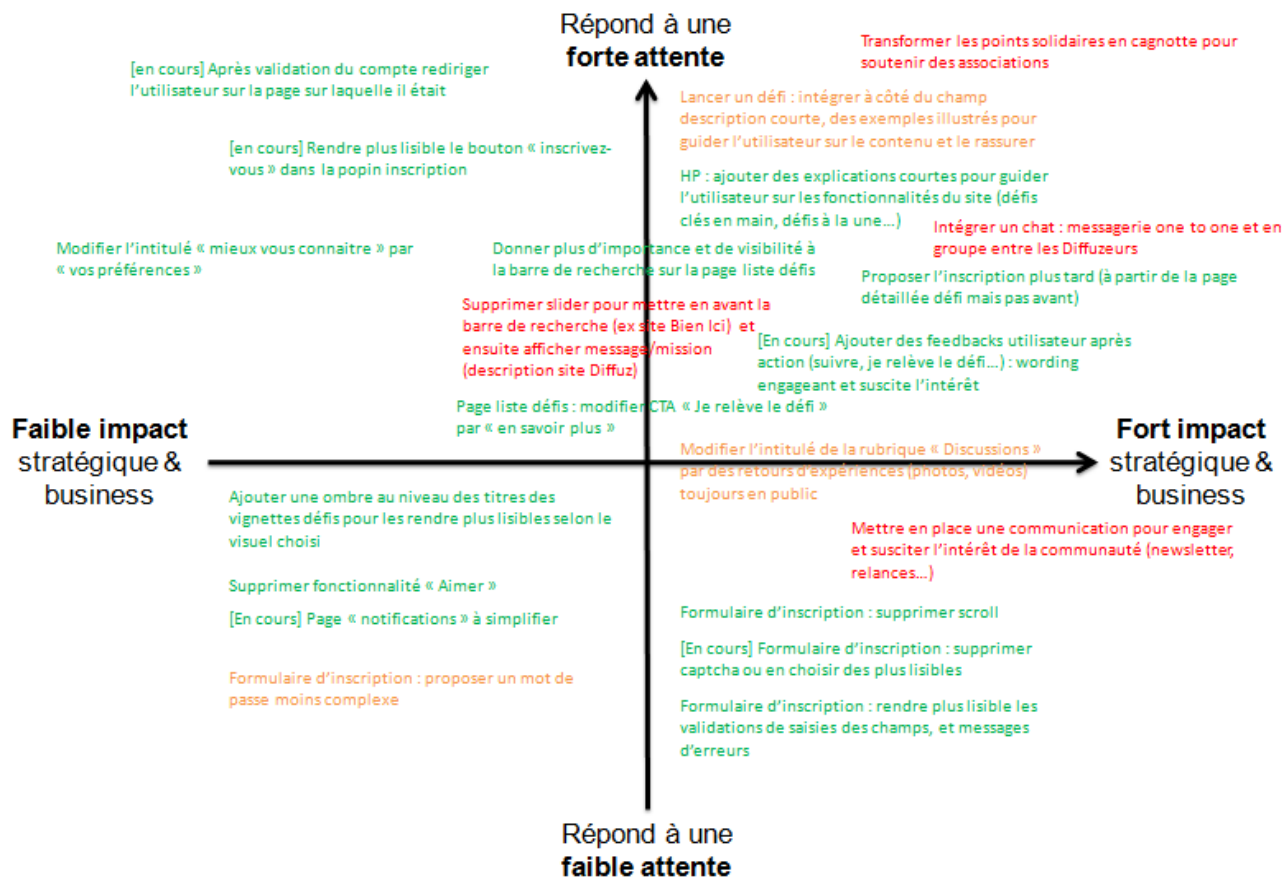 Répond à une
forte attente
Transformer les points solidaires en cagnotte pour
soutenir des associations
[en cours] Après validation du compte rediriger
l'utilisateur sur la page sur laquelle il était
Lancer un défi : intégrer à côté du champ
description courte, des exemples illustrés pour
guider l'utilisateur sur le contenu et le rassurer
[en cours] Rendre plus lisible le bouton « inscrivez-
vous » dans la popin inscription
HP : ajouter des explications courtes pour guider
l'utilisateur sur les fonctionnalités du site (défis
clés en main, défis à la une…)
Intégrer un chat : messagerie one to one et en
groupe entre les Diffuzeurs
Modifier l'intitulé « mieux vous connaitre » par
« vos préférences »
Donner plus d'importance et de visibilité à
la barre de recherche sur la page liste défis
Proposer l'inscription plus tard (à partir de la page
détaillée défi mais pas avant)
Supprimer slider pour mettre en avant la
barre de recherche (ex site Bien Ici) et
ensuite afficher message/mission
(description site Diffuz)
[En cours] Ajouter des feedbacks utilisateur après
action (suivre, je relève le défi…) : wording
engageant et suscite l'intérêt
Page liste défis : modifier CTA « Je relève le défi »
par « en savoir plus »
Faible impact
stratégique &
business
Fort impact
stratégique &
business
Modifier l'intitulé de la rubrique « Discussions »
par des retours d'expériences (photos, vidéos)
toujours en public
Ajouter une ombre au niveau des titres des
vignettes défis pour les rendre plus lisibles selon le
visuel choisi
Mettre en place une communication pour engager
et susciter l'intérêt de la communauté (newsletter,
relances…)
Supprimer fonctionnalité « Aimer »
[En cours] Page « notifications » à simplifier
Formulaire d'inscription : supprimer scroll
[En cours] Formulaire d'inscription : supprimer
captcha ou en choisir des plus lisibles
Formulaire d'inscription : proposer un mot de
passe moins complexe
Formulaire d'inscription : rendre plus lisible les
validations de saisies des champs, et messages
d'erreurs
Répond à une
faible attente